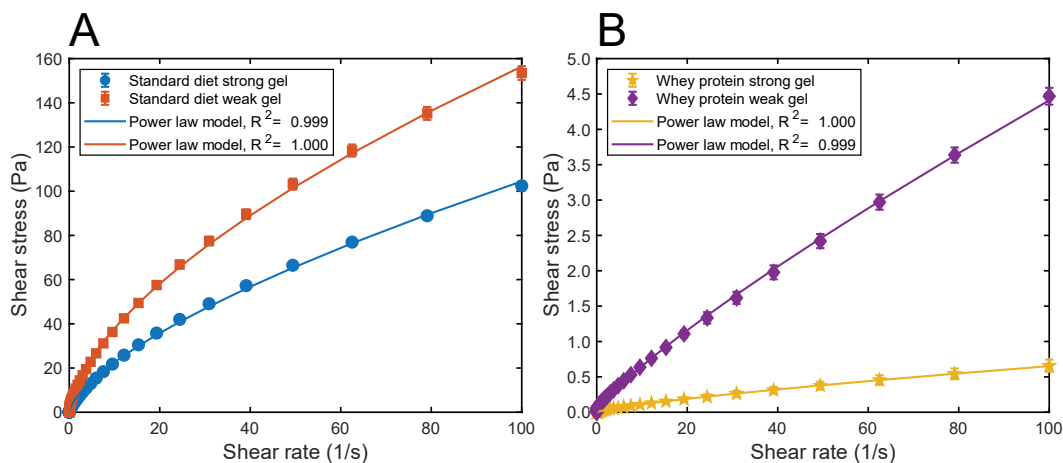 A
160
140
120
100
80
60
40
20
0
Shear stress (Pa)
Standard diet strong gel
Standard diet weak gel
Power law model, R²= 0.999
Power law model, R²= 1.000
0 20 40 60 80 100
Shear rate (1/s)
B
5.0
4.5
4.0
3.5
3.0
2.5
2.0
1.5
1.0
0.5
0.0
Shear stress (Pa)
Whey protein strong gel
Whey protein weak gel
Power law model, R²= 1.000
Power law model, R²= 0.999
0 20 40 60 80 100
Shear rate (1/s)